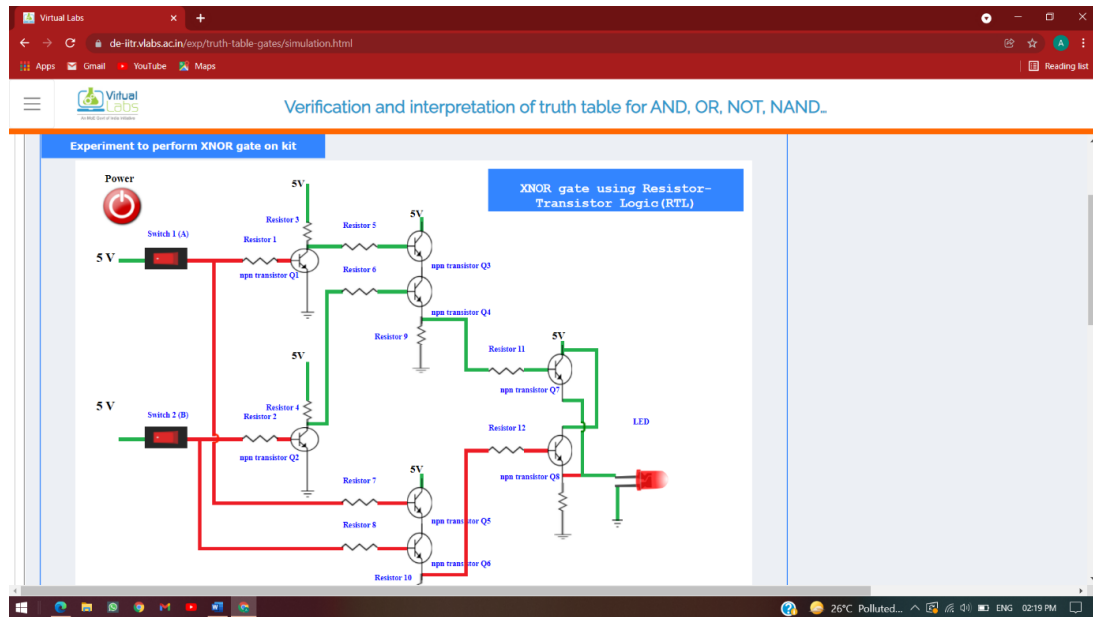 Virtual Labs
de-iitr.vlabs.ac.in/exp/truth-table-gates/simulation.html
Apps
Gmail
YouTube
Maps
A
Reading list
Virtual
Labs
Verification and interpretation of truth table for AND, OR, NOT, NAND...
Experiment to perform XNOR gate on kit
Power
XNOR gate using Resistor-
Transistor Logic(RTL)
5V
Resistor 3
Switch 1 (A)
Resistor 1
5 V
npn transistor Q1
Resistor 5
5V
npn transistor Q3
Resistor 6
npn transistor Q4
Resistor 9
5V
5 V
Switch 2 (B)
Resistor 4
Resistor 2
npn transistor Q2
Resistor 11
5V
npn transistor Q7
Resistor 12
npn transistor Q8
LED
Resistor 7
5V
npn transistor Q5
Resistor 8
npn transistor Q6
Resistor 10
26°C Polluted...
ENG
02:19 PM